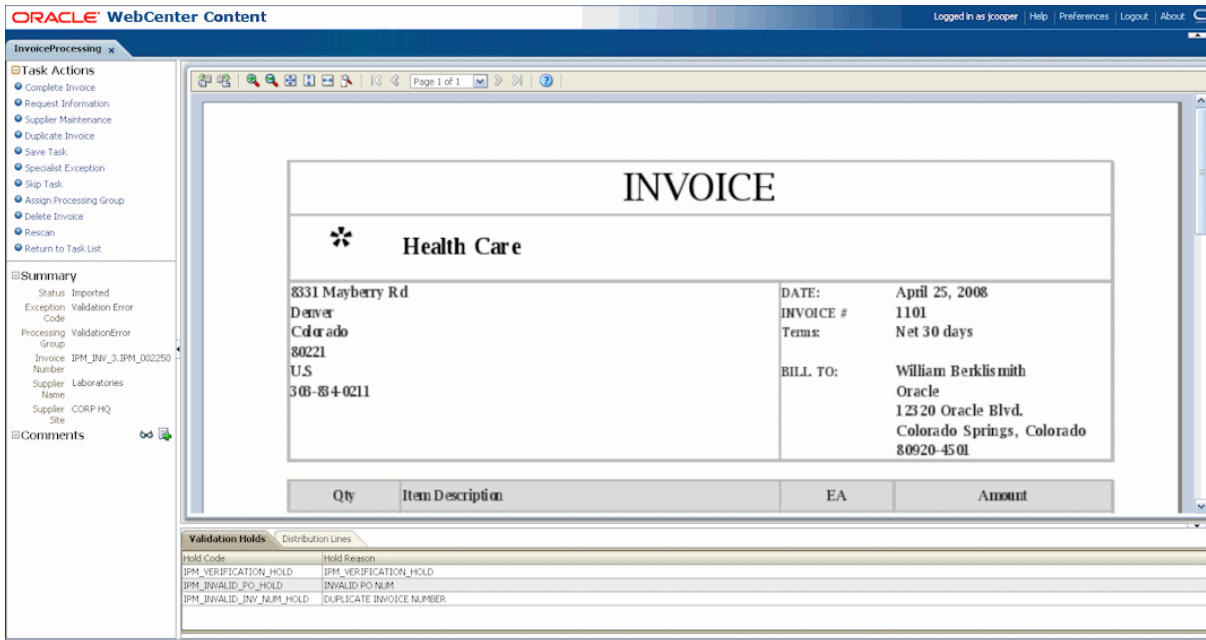 ORACLE WebCenter Content
Logged in as jcooper Help Preferences Logout About
InvoiceProcessing x
Task Actions
Complete Invoice
Request Information
Supplier Maintenance
Duplicate Invoice
Save Task
Specialist Exception
Skip Task
Assign Processing Group
Delete Invoice
Rescan
Return to Task List
Summary
Status Imported
Exception Validation Error
Code
Processing ValidationError
Group
Invoice IPM_INV_3.IPM_002250
Number
Supplier Laboratories
Name
Supplier CORP HQ
Site
Comments
Page 1 of 1
INVOICE
* Health Care
8331 Mayberry Rd
Denver
Colorado
80221
U.S
303-834-0211
DATE: April 25, 2008
INVOICE # 1101
Terms: Net 30 days
BILL TO: William Berklismith
Oracle
12320 Oracle Blvd.
Colorado Springs, Colorado
80920-4501
Qty Item Description EA Amount
Validation Holds Distribution Lines
Hold Code Hold Reason
IPM_VERIFICATION_HOLD IPM_VERIFICATION_HOLD
IPM_INVALID_PO_HOLD INVALID PO NUM
IPM_INVALID_INV_NUM_HOLD DUPLICATE INVOICE NUMBER